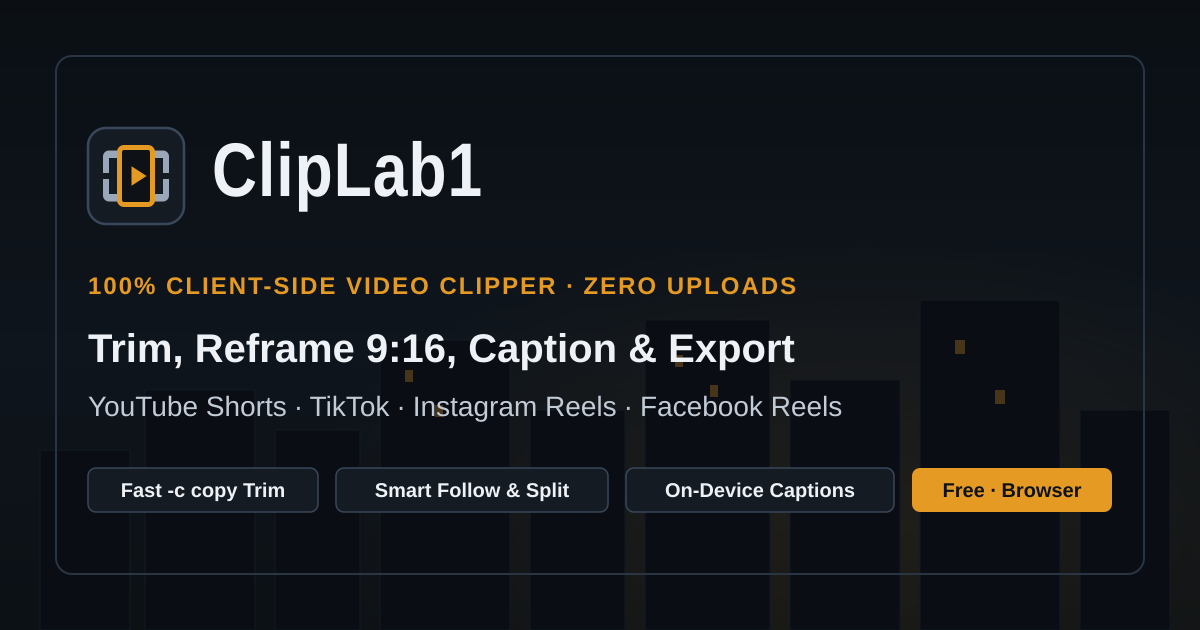 ClipLab1
100% CLIENT-SIDE VIDEO CLIPPER · ZERO UPLOADS
Trim, Reframe 9:16, Caption & Export
YouTube Shorts · TikTok · Instagram Reels · Facebook Reels
Fast -c copy Trim
Smart Follow & Split
On-Device Captions
Free · Browser